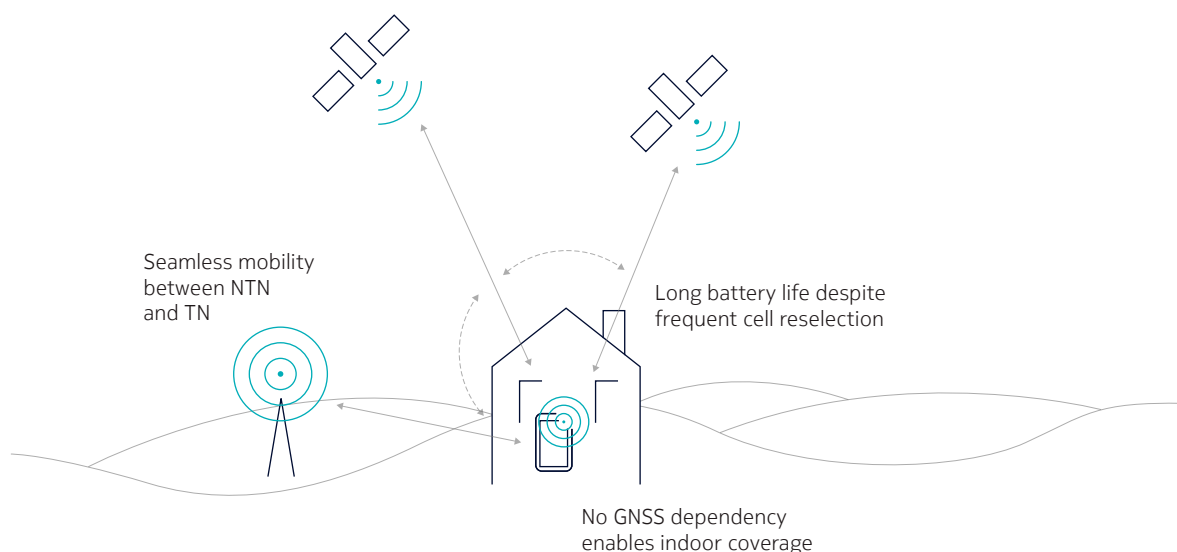 Seamless mobility
between NTN
and TN
Long battery life despite
frequent cell reselection
No GNSS dependency
enables indoor coverage